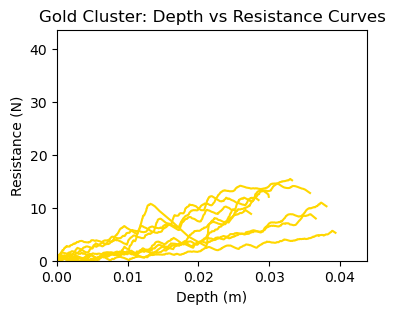 Gold Cluster: Depth vs Resistance Curves
40
30
20
10
0
Resistance (N)
0.00 0.01 0.02 0.03 0.04
Depth (m)